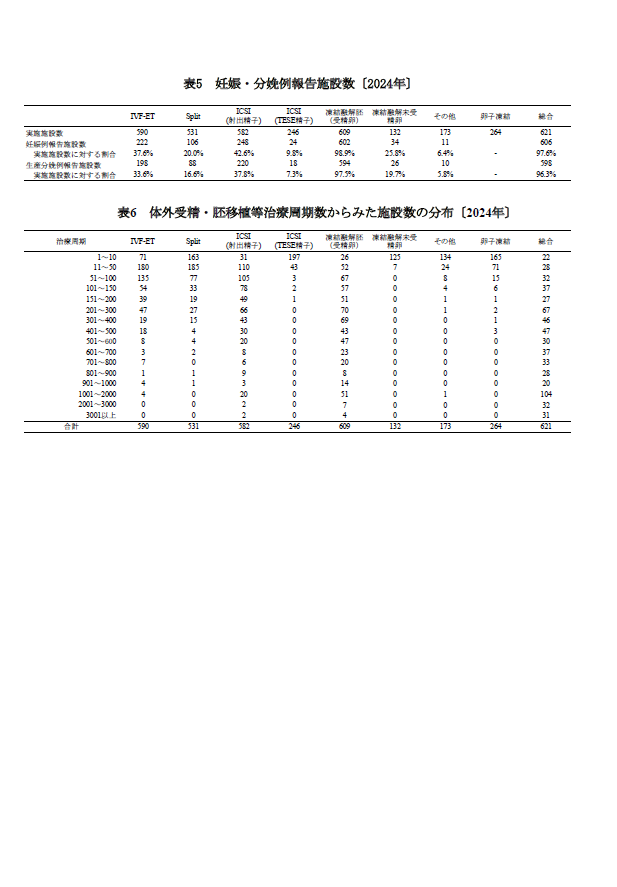 表5　妊娠・分娩例報告施設数〔2024年〕
IVF-ET Split ICSI (射出精子) ICSI (TESE精子) 凍結融解胚 (受精卵) 凍結融解未受精卵 その他 卵子凍結 総合
実施施設数 590 531 582 246 609 132 173 264 621
妊娠例報告施設数 222 106 248 24 602 34 11 606
実施施設数に対する割合 37.6% 20.0% 42.6% 9.8% 98.9% 25.8% 6.4% - 97.6%
生産分娩例報告施設数 198 88 220 18 594 26 10 598
実施施設数に対する割合 33.6% 16.6% 37.8% 7.3% 97.5% 19.7% 5.8% - 96.3%
表6　体外受精・胚移植等治療周期数からみた施設数の分布〔2024年〕
治療周期 IVF-ET Split ICSI (射出精子) ICSI (TESE精子) 凍結融解胚 (受精卵) 凍結融解未受精卵 その他 卵子凍結 総合
1～10 71 163 31 197 26 125 134 165 22
11～50 180 185 110 43 52 7 24 71 28
51～100 135 77 105 3 67 0 8 15 32
101～150 54 33 78 2 57 0 4 6 37
151～200 39 19 49 1 51 0 1 1 27
201～300 47 27 66 0 70 0 1 2 67
301～400 19 15 43 0 69 0 0 1 46
401～500 18 4 30 0 43 0 0 3 47
501～600 8 4 20 0 47 0 0 0 30
601～700 3 2 8 0 23 0 0 0 37
701～800 7 0 6 0 20 0 0 0 33
801～900 1 1 9 0 8 0 0 0 28
901～1000 4 1 3 0 14 0 0 0 20
1001～2000 4 0 20 0 51 0 1 0 104
2001～3000 0 0 2 0 7 0 0 0 32
3001以上 0 0 2 0 4 0 0 0 31
合計 590 531 582 246 609 132 173 264 621